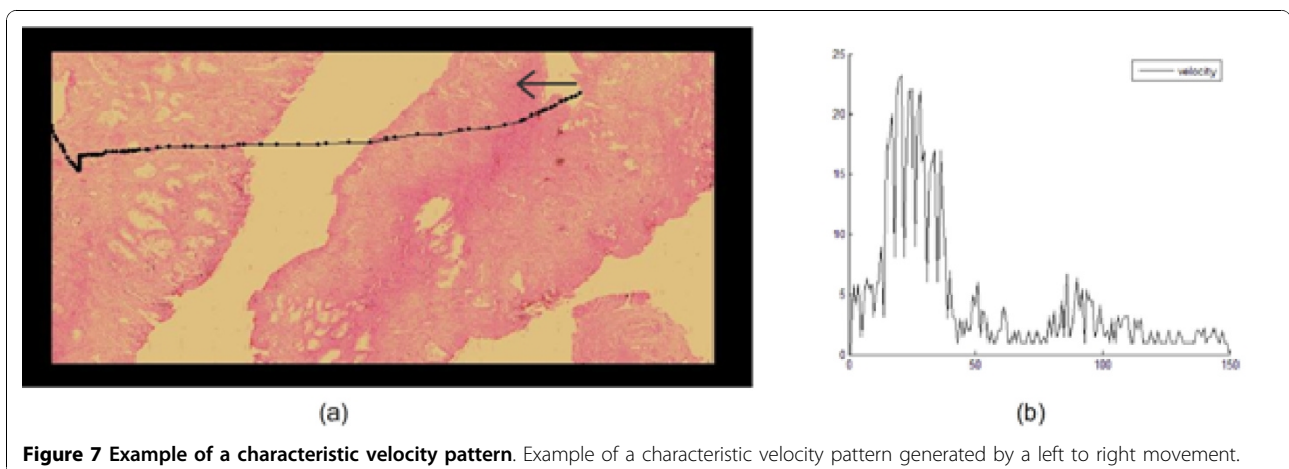 25
velocity
20
15
10
5
0
0 50 100 150
(a) (b)
Figure 7 Example of a characteristic velocity pattern. Example of a characteristic velocity pattern generated by a left to right movement.